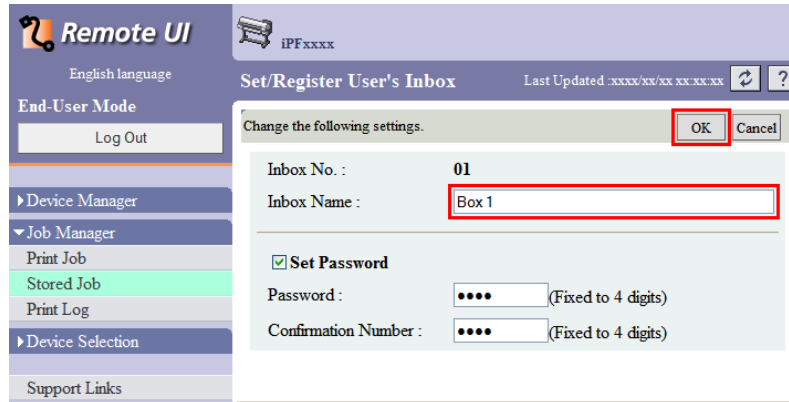 Remote UI
English language
End-User Mode
Log Out
▶Device Manager
▼Job Manager
Print Job
Stored Job
Print Log
▶Device Selection
Support Links
iPFxxxx
Set/Register User's Inbox Last Updated :xxxx/xx/xx xx:xx:xx ?
Change the following settings. OK Cancel
Inbox No. : 01
Inbox Name : Box 1
Set Password
Password : •••• (Fixed to 4 digits)
Confirmation Number : •••• (Fixed to 4 digits)